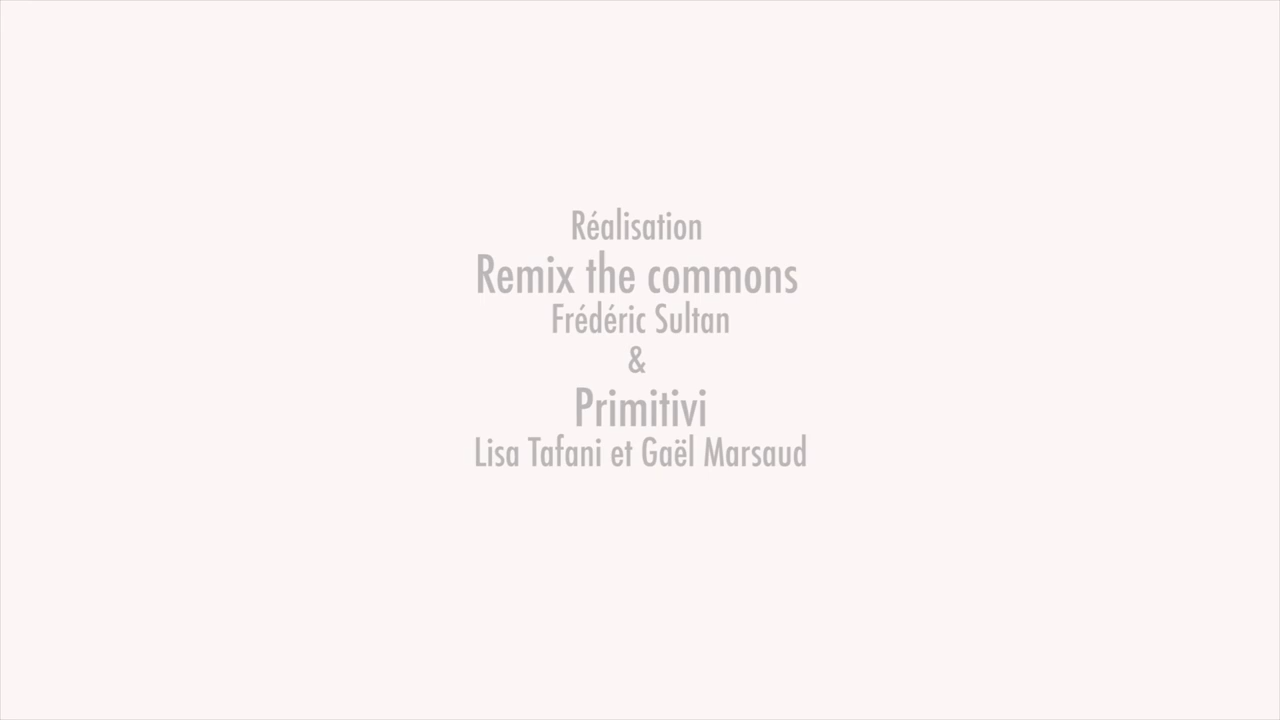 Réalisation
Remix the commons
Frédéric Sultan
&
Primitivi
Lisa Tafani et Gaël Marsaud